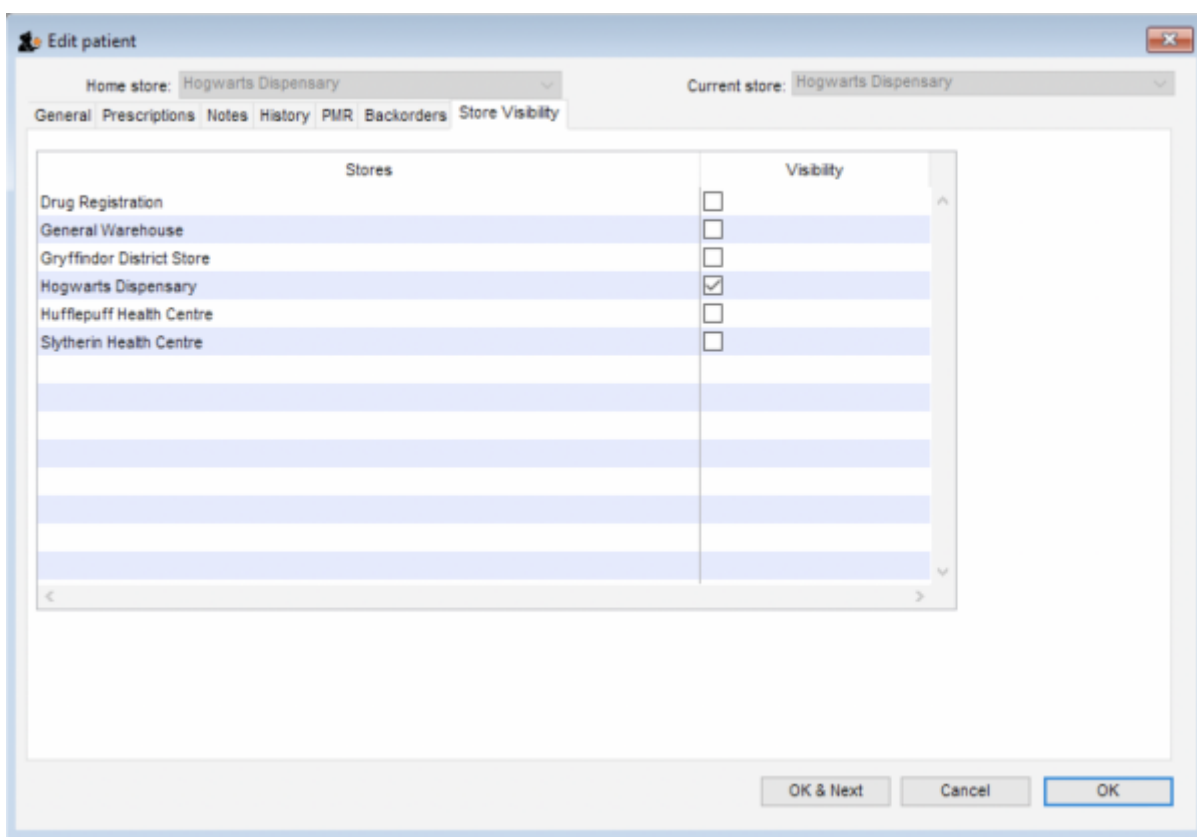 Edit patient
Home store: Hogwarts Dispensary Current store: Hogwarts Dispensary
General Prescriptions Notes History PMR Backorders Store Visibility
Stores Visibility
Drug Registration
General Warehouse
Gryffindor District Store
Hogwarts Dispensary
Hufflepuff Health Centre
Slytherin Health Centre
OK & Next Cancel OK